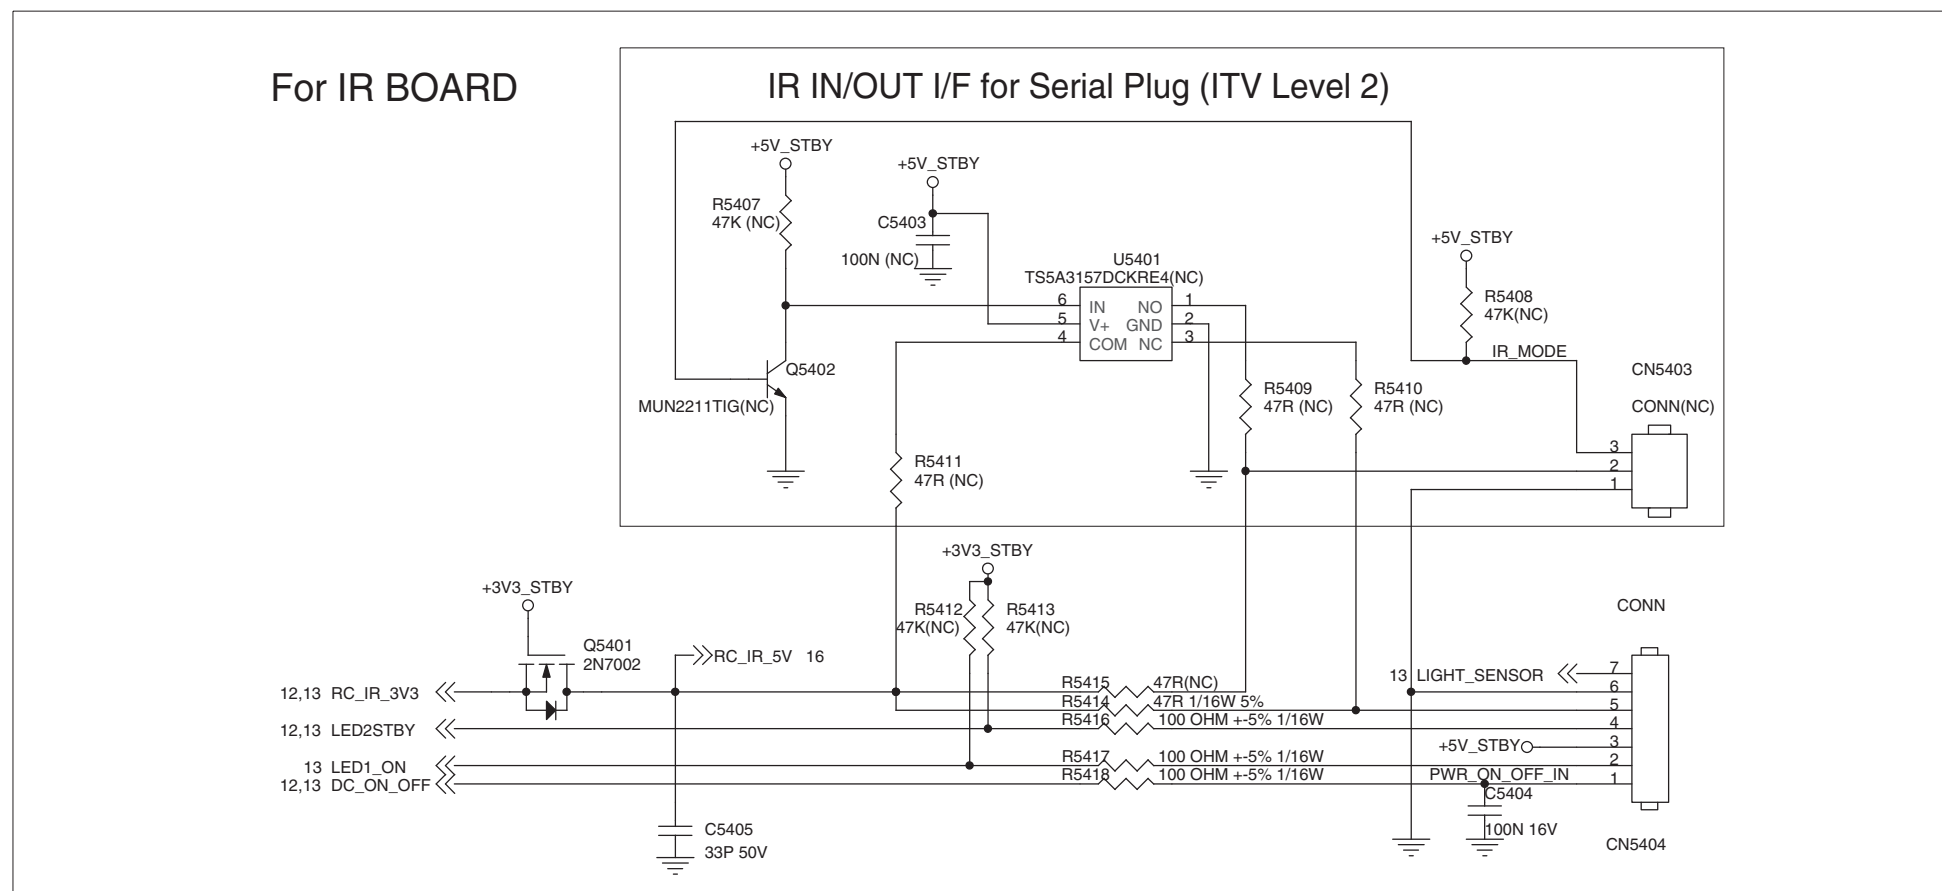 For IR BOARD
IR IN/OUT I/F for Serial Plug (ITV Level 2)
+5V_STBY
+5V_STBY
R5407
47K (NC)
C5403
100N (NC)
+5V_STBY
U5401
TS5A3157DCKRE4(NC)
6 IN NO 1
5 V+ GND 2
4 COM NC 3
R5408
47K(NC)
IR_MODE
Q5402
MUN2211TIG(NC)
R5409
47R (NC)
R5410
47R (NC)
CN5403
CONN(NC)
3
2
1
R5411
47R (NC)
+3V3_STBY
+3V3_STBY
R5412
47K(NC)
R5413
47K(NC)
CONN
Q5401
2N7002
RC_IR_5V 16
12,13 RC_IR_3V3
R5415 47R(NC)
R5414 47R 1/16W 5%
12,13 LED2STBY
R5416 100 OHM +-5% 1/16W
13 LED1_ON
R5417 100 OHM +-5% 1/16W
12,13 DC_ON_OFF
R5418 100 OHM +-5% 1/16W
13 LIGHT_SENSOR
7
6
5
4
+5V_STBY
3
2
PWR_ON_OFF_IN
1
C5404
100N 16V
C5405
33P 50V
CN5404